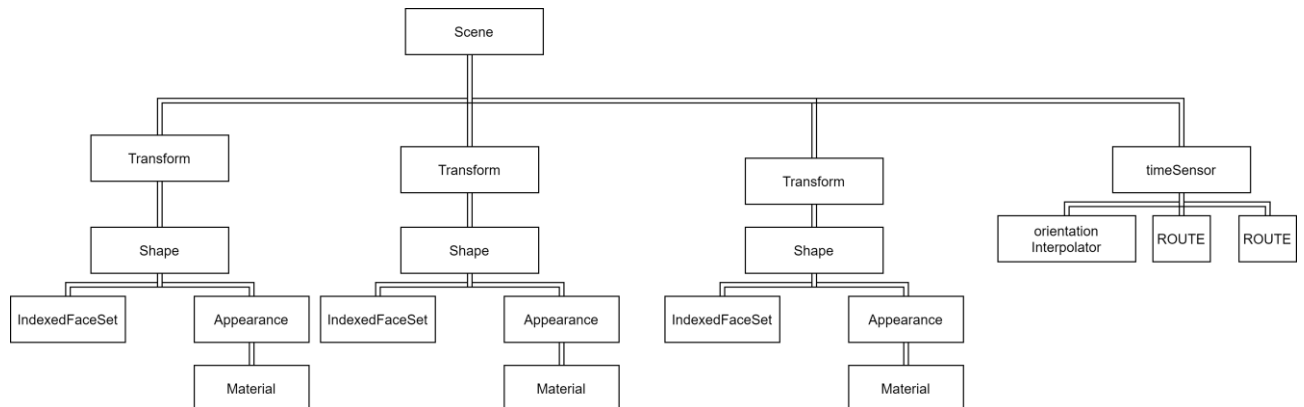 Scene
Transform
Transform
Transform
timeSensor
Shape
Shape
Shape
orientation
Interpolator
ROUTE
ROUTE
IndexedFaceSet
Appearance
IndexedFaceSet
Appearance
IndexedFaceSet
Appearance
Material
Material
Material